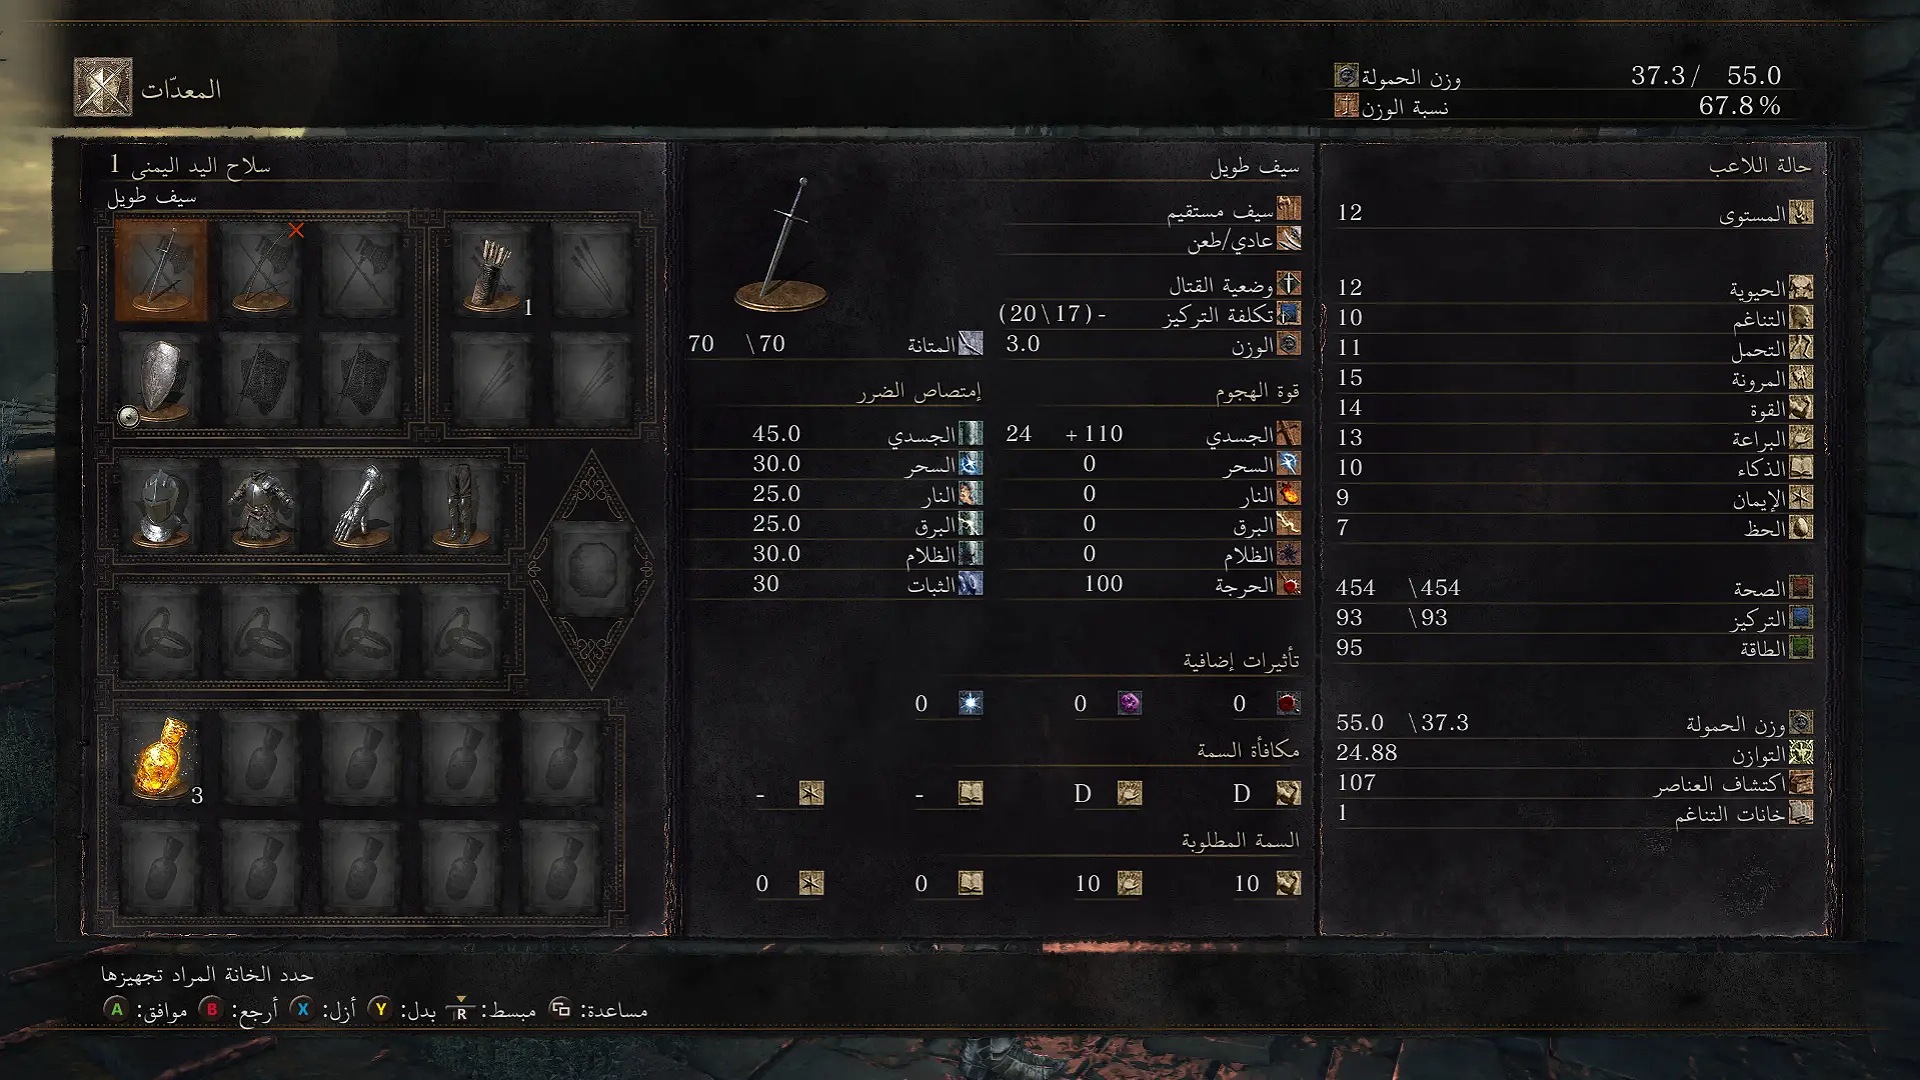 المعدّات
وزن الحمولة 37.3/ 55.0
نسبة الوزن 67.8%
سلاح اليد اليمنى 1
سيف طويل
1
3
سيف طويل
سيف مستقيم
عادي/طعن
وضعية القتال
تكلفة التركيز - (17\20)
الوزن 3.0
المتانة 70\ 70
قوة الهجوم
الجسدي 110+ 24
السحر 0
النار 0
البرق 0
الظلام 0
الحرجة 100
إمتصاص الضرر
الجسدي 45.0
السحر 30.0
النار 25.0
البرق 25.0
الظلام 30.0
الثبات 30
تأثيرات إضافية
0 0 0
مكافأة السمة
D D - -
السمة المطلوبة
10 10 0 0
حالة اللاعب
المستوى 12
الحيوية 12
التناغم 10
التحمل 11
المرونة 15
القوة 14
البراعة 13
الذكاء 10
الإيمان 9
الحظ 7
الصحة 454\ 454
التركيز 93\ 93
الطاقة 95
وزن الحمولة 37.3\ 55.0
التوازن 24.88
اكتشاف العناصر 107
خانات التناغم 1
حدد الخانة المراد تجهيزها
A موافق: B أرجع: X أزل: Y بدل: R مبسط: مساعدة: